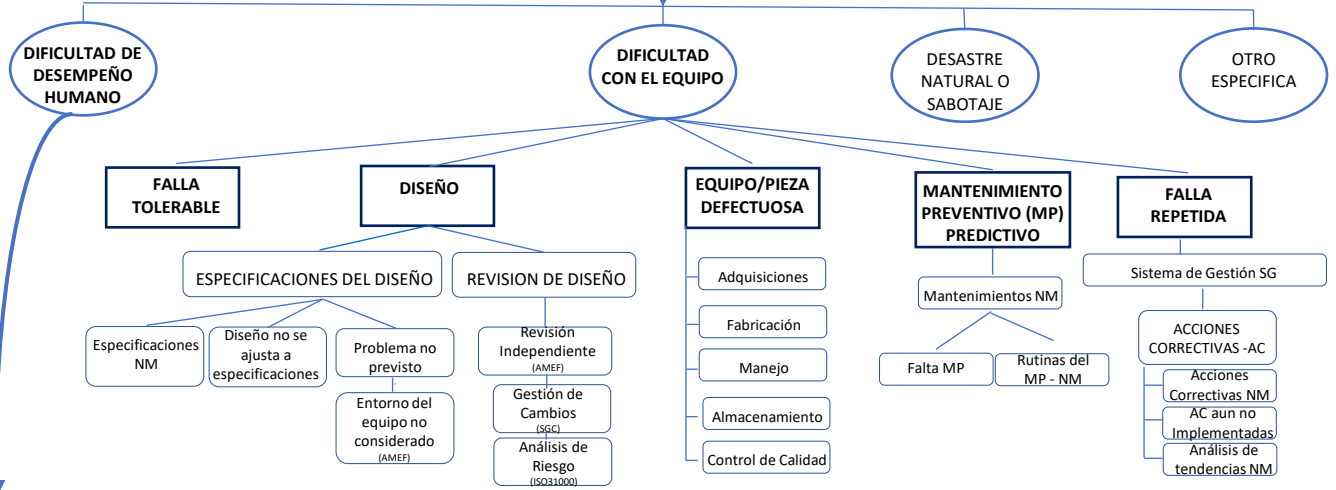 DIFICULTAD DE
DESEMPEÑO
HUMANO
DIFICULTAD
CON EL EQUIPO
DESASTRE
NATURAL O
SABOTAJE
OTRO
ESPECIFICA
FALLA
TOLERABLE
DISEÑO
EQUIPO/PIEZA
DEFECTUOSA
MANTENIMIENTO
PREVENTIVO (MP)
PREDICTIVO
FALLA
REPETIDA
ESPECIFICACIONES DEL DISEÑO
REVISION DE DISEÑO
Especificaciones
NM
Diseño no se
ajusta a
especificaciones
Problema no
previsto
Entorno del
equipo no
considerado
(AMEF)
Revisión
Independiente
(AMEF)
Gestión de
Cambios
(SGC)
Análisis de
Riesgo
(ISO31000)
Adquisiciones
Fabricación
Manejo
Almacenamiento
Control de Calidad
Mantenimientos NM
Falta MP
Rutinas del
MP - NM
Sistema de Gestión SG
ACCIONES
CORRECTIVAS -AC
Acciones
Correctivas NM
AC aun no
Implementadas
Análisis de
tendencias NM